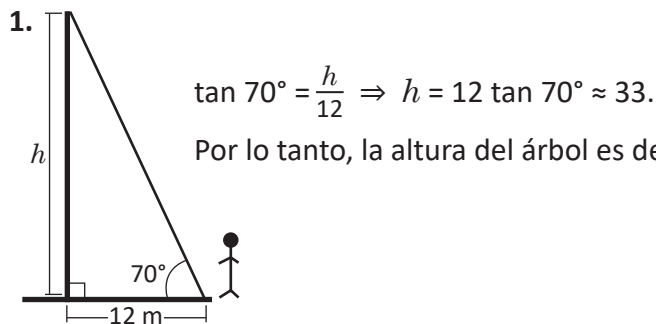 1.
tan 70° = h/12 ⇒ h = 12 tan 70° ≈ 33.
h
Por lo tanto, la altura del árbol es de
70°
12 m